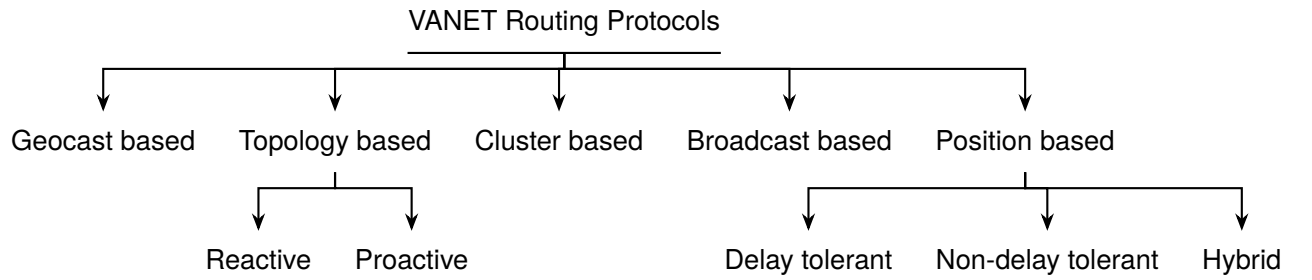 VANET Routing Protocols
Geocast based Topology based Cluster based Broadcast based Position based
Reactive Proactive Delay tolerant Non-delay tolerant Hybrid